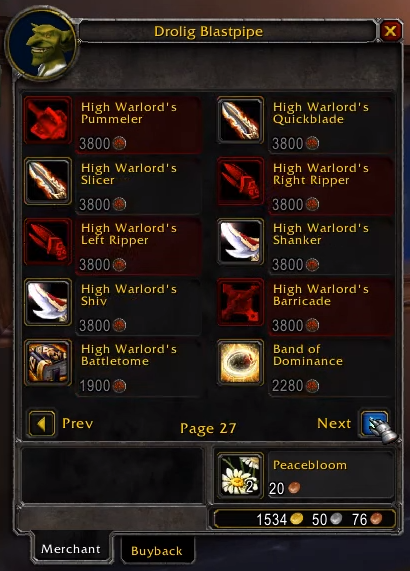 Drolig Blastpipe
High Warlord's
Pummeler
3800
High Warlord's
Quickblade
3800
High Warlord's
Slicer
3800
High Warlord's
Right Ripper
3800
High Warlord's
Left Ripper
3800
High Warlord's
Shanker
3800
High Warlord's
Shiv
3800
High Warlord's
Barricade
3800
High Warlord's
Battletome
1900
Band of
Dominance
2280
Prev
Page 27
Next
2
Peacebloom
20
1534 50 76
Merchant
Buyback